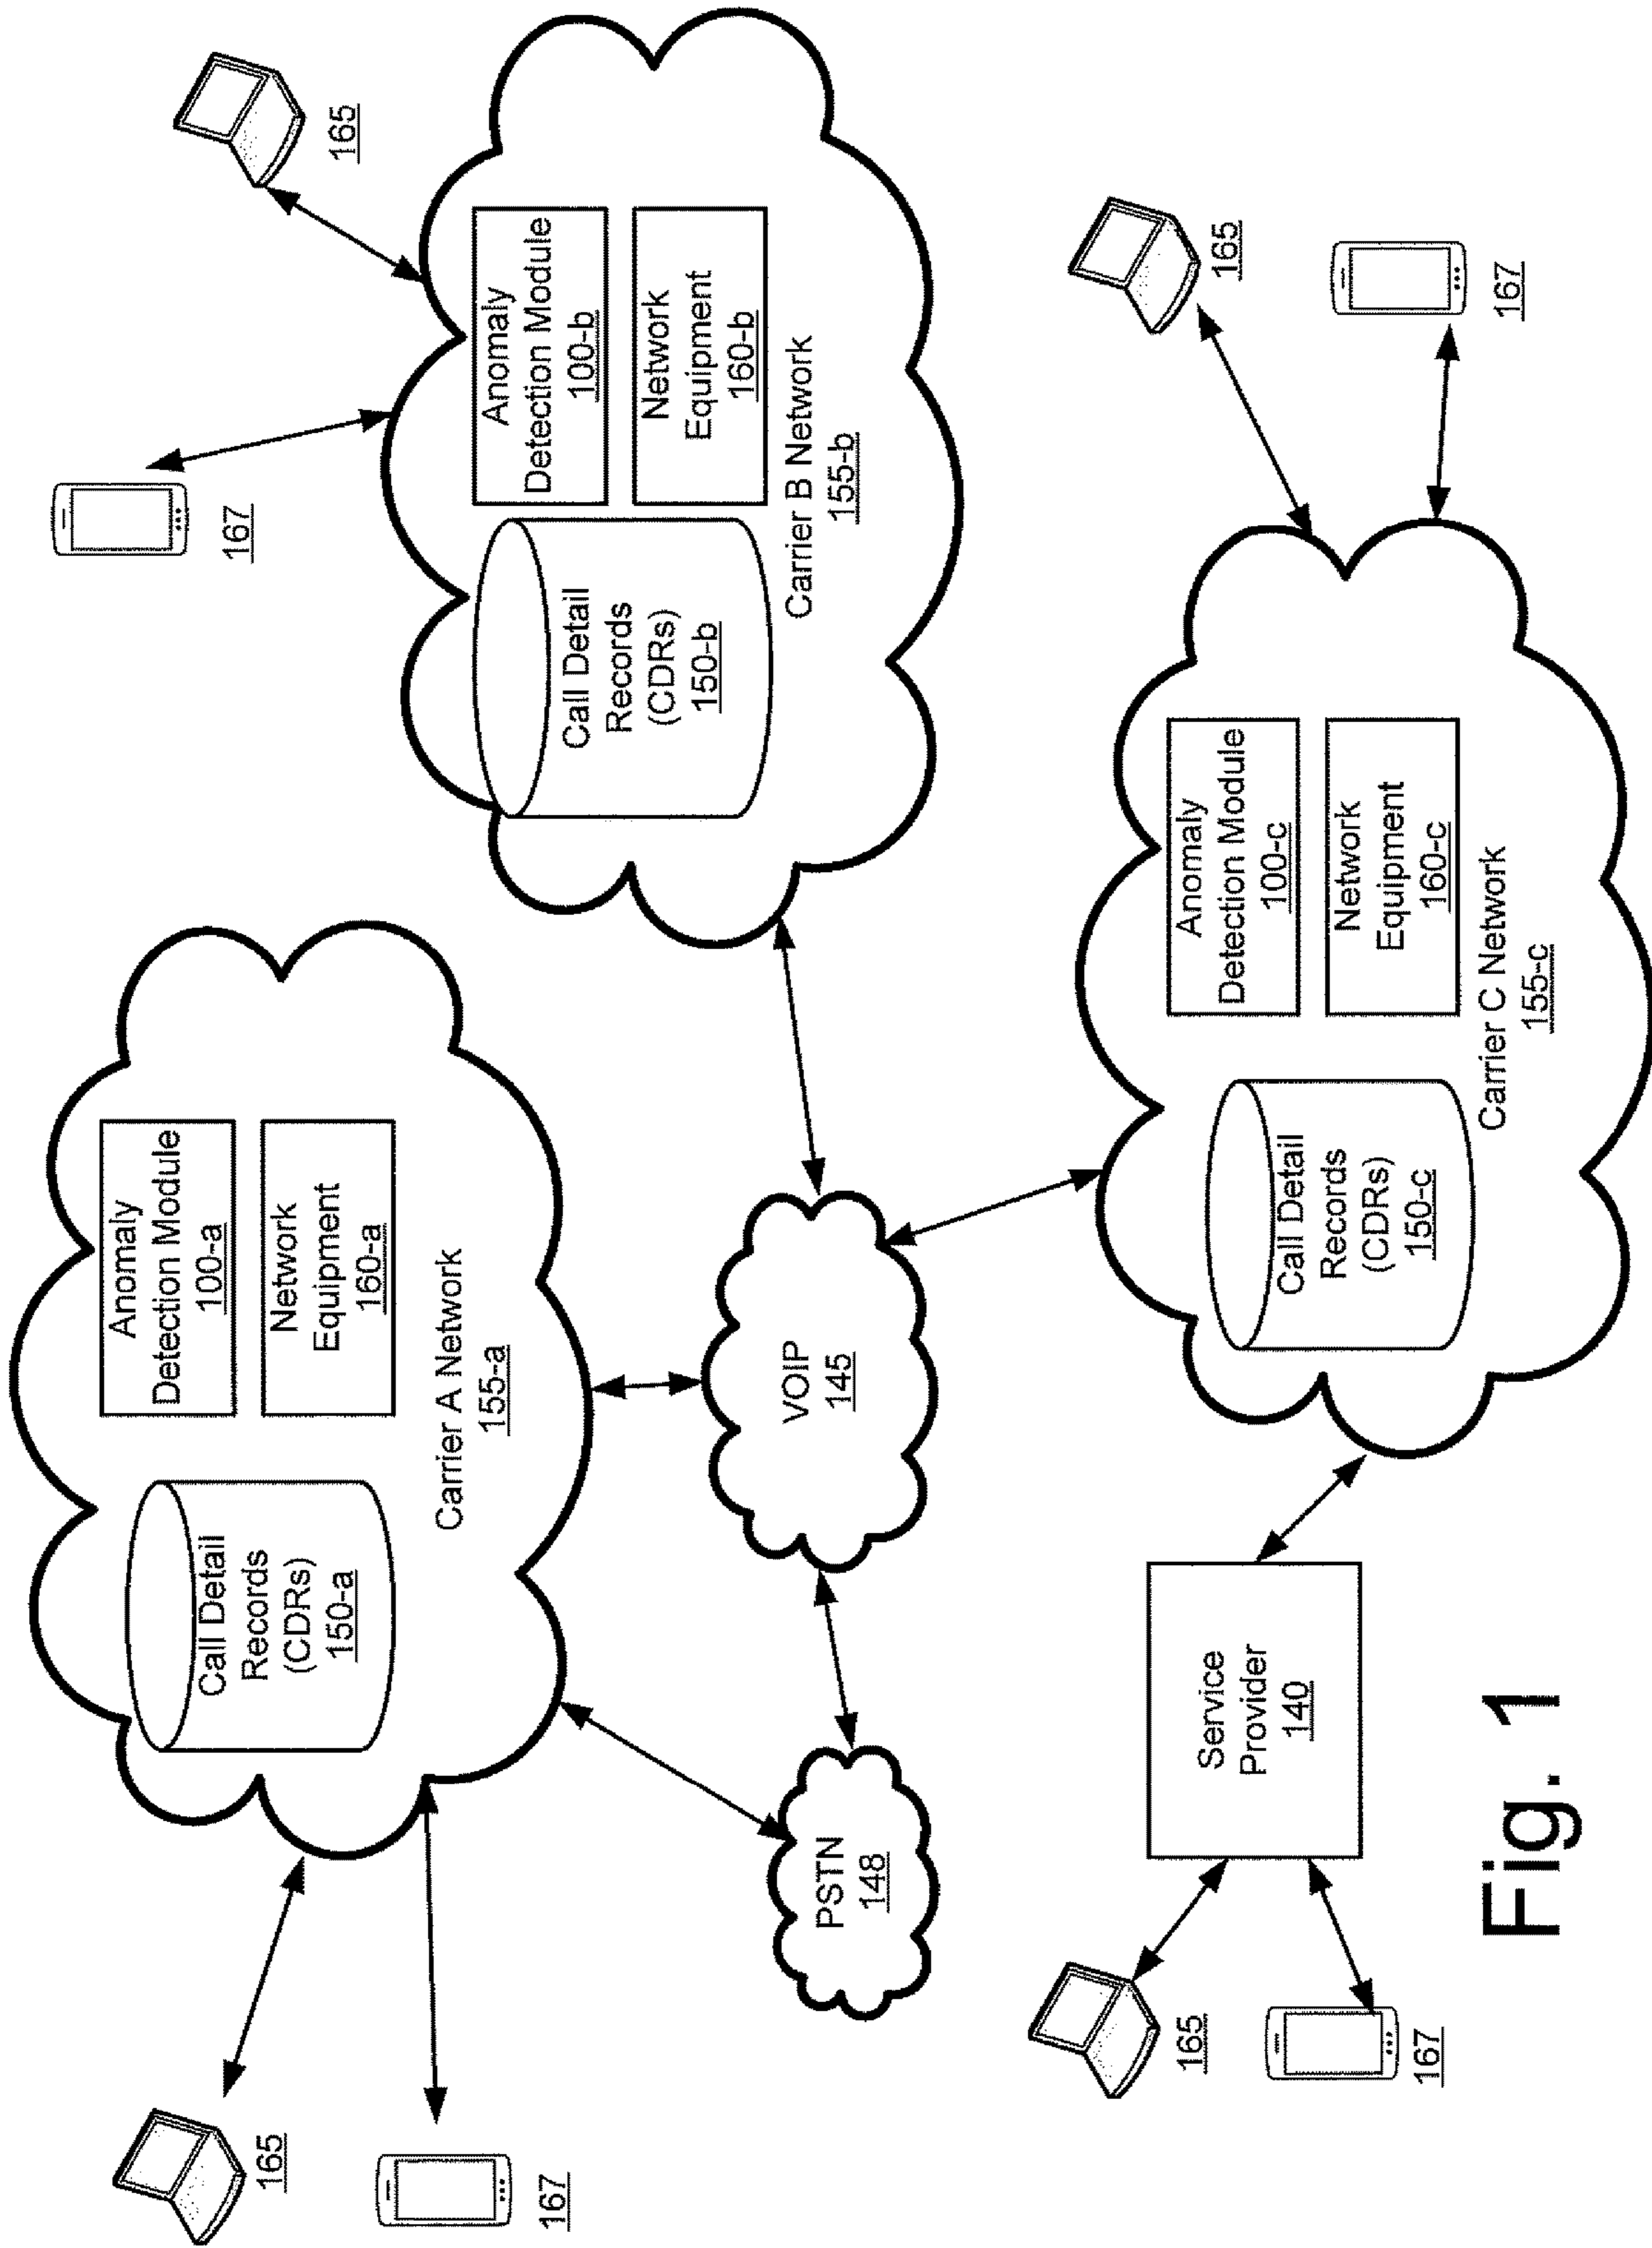 165
167
Call Detail
Records
(CDRs)
150-a
Anomaly
Detection Module
100-a
Network
Equipment
160-a
Carrier A Network
155-a
167
165
Call Detail
Records
(CDRs)
150-b
Anomaly
Detection Module
100-b
Network
Equipment
160-b
Carrier B Network
155-b
PSTN
148
VOIP
145
165
167
Service
Provider
140
Call Detail
Records
(CDRs)
150-c
Anomaly
Detection Module
100-c
Network
Equipment
160-c
Carrier C Network
155-c
165
167
Fig. 1